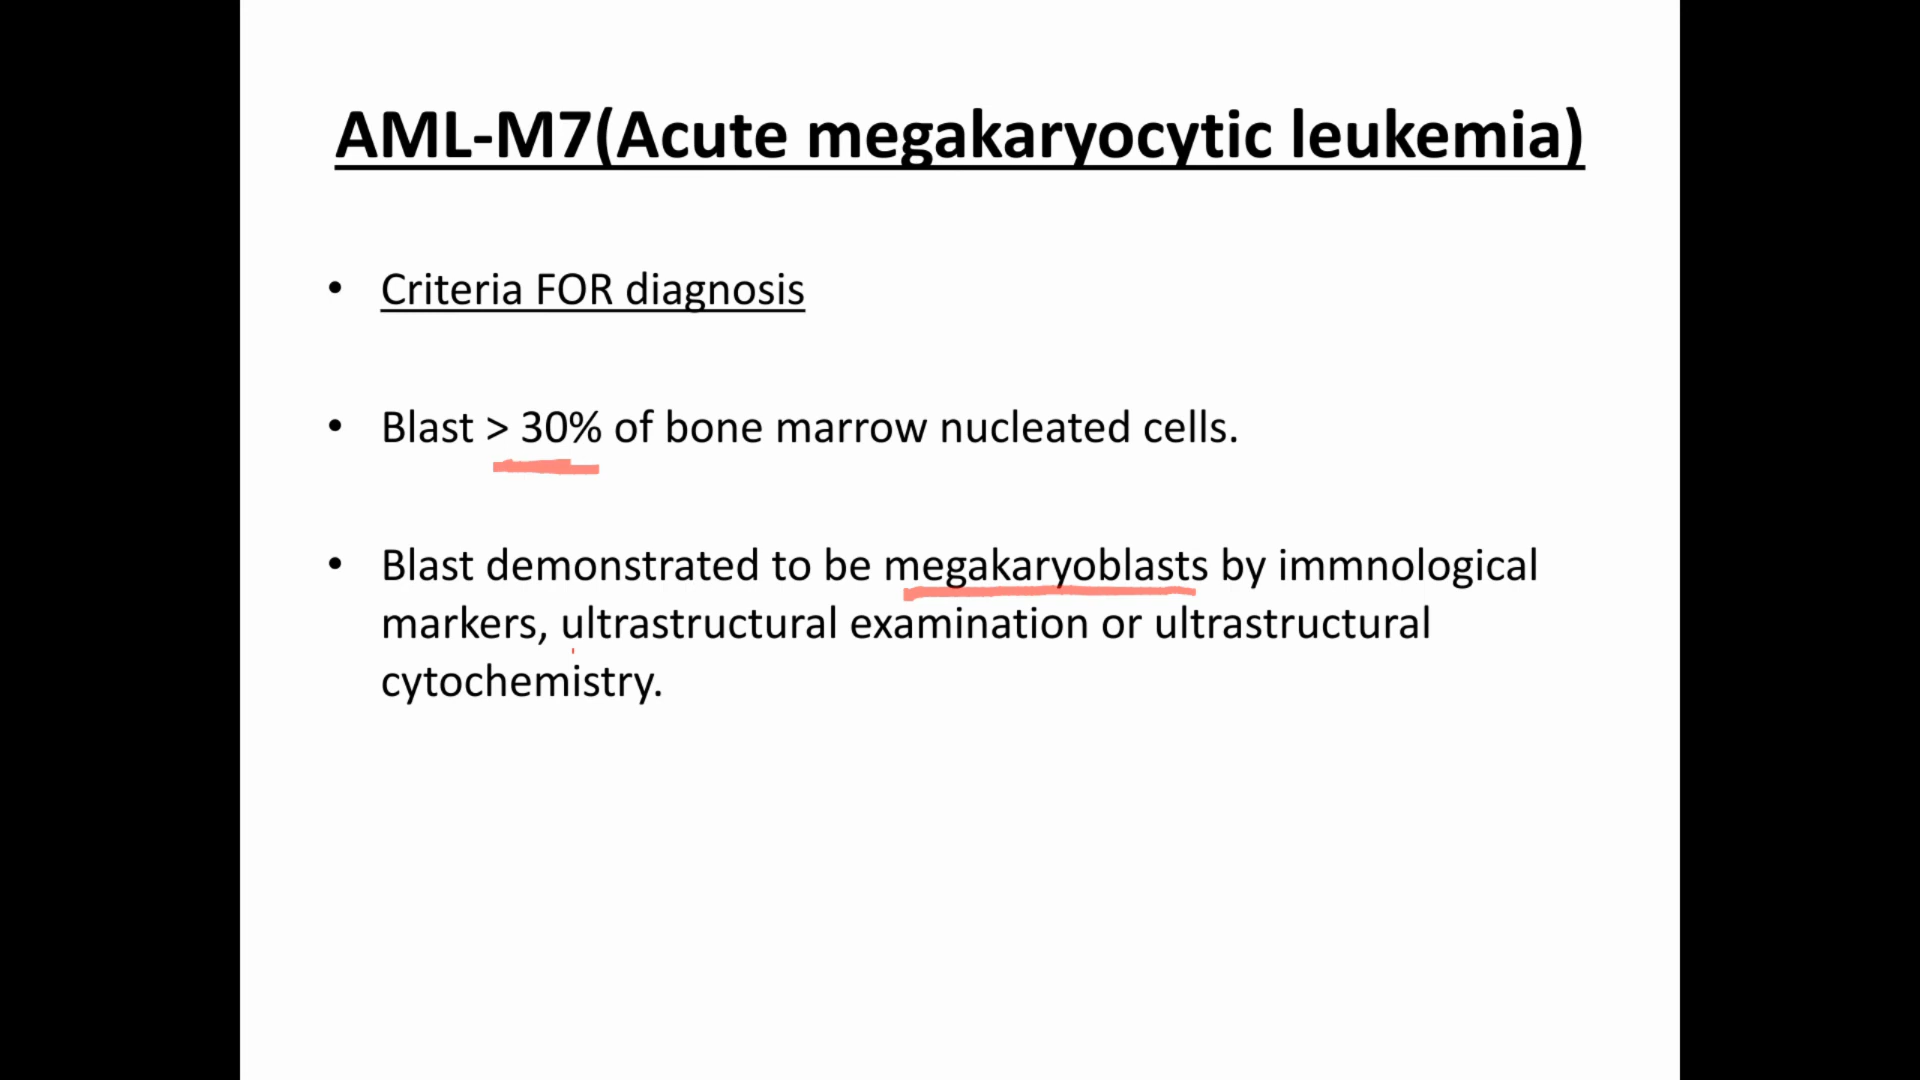 AML-M7(Acute megakaryocytic leukemia)
• Criteria FOR diagnosis
• Blast > 30% of bone marrow nucleated cells.
• Blast demonstrated to be megakaryoblasts by immnological
markers, ultrastructural examination or ultrastructural
cytochemistry.